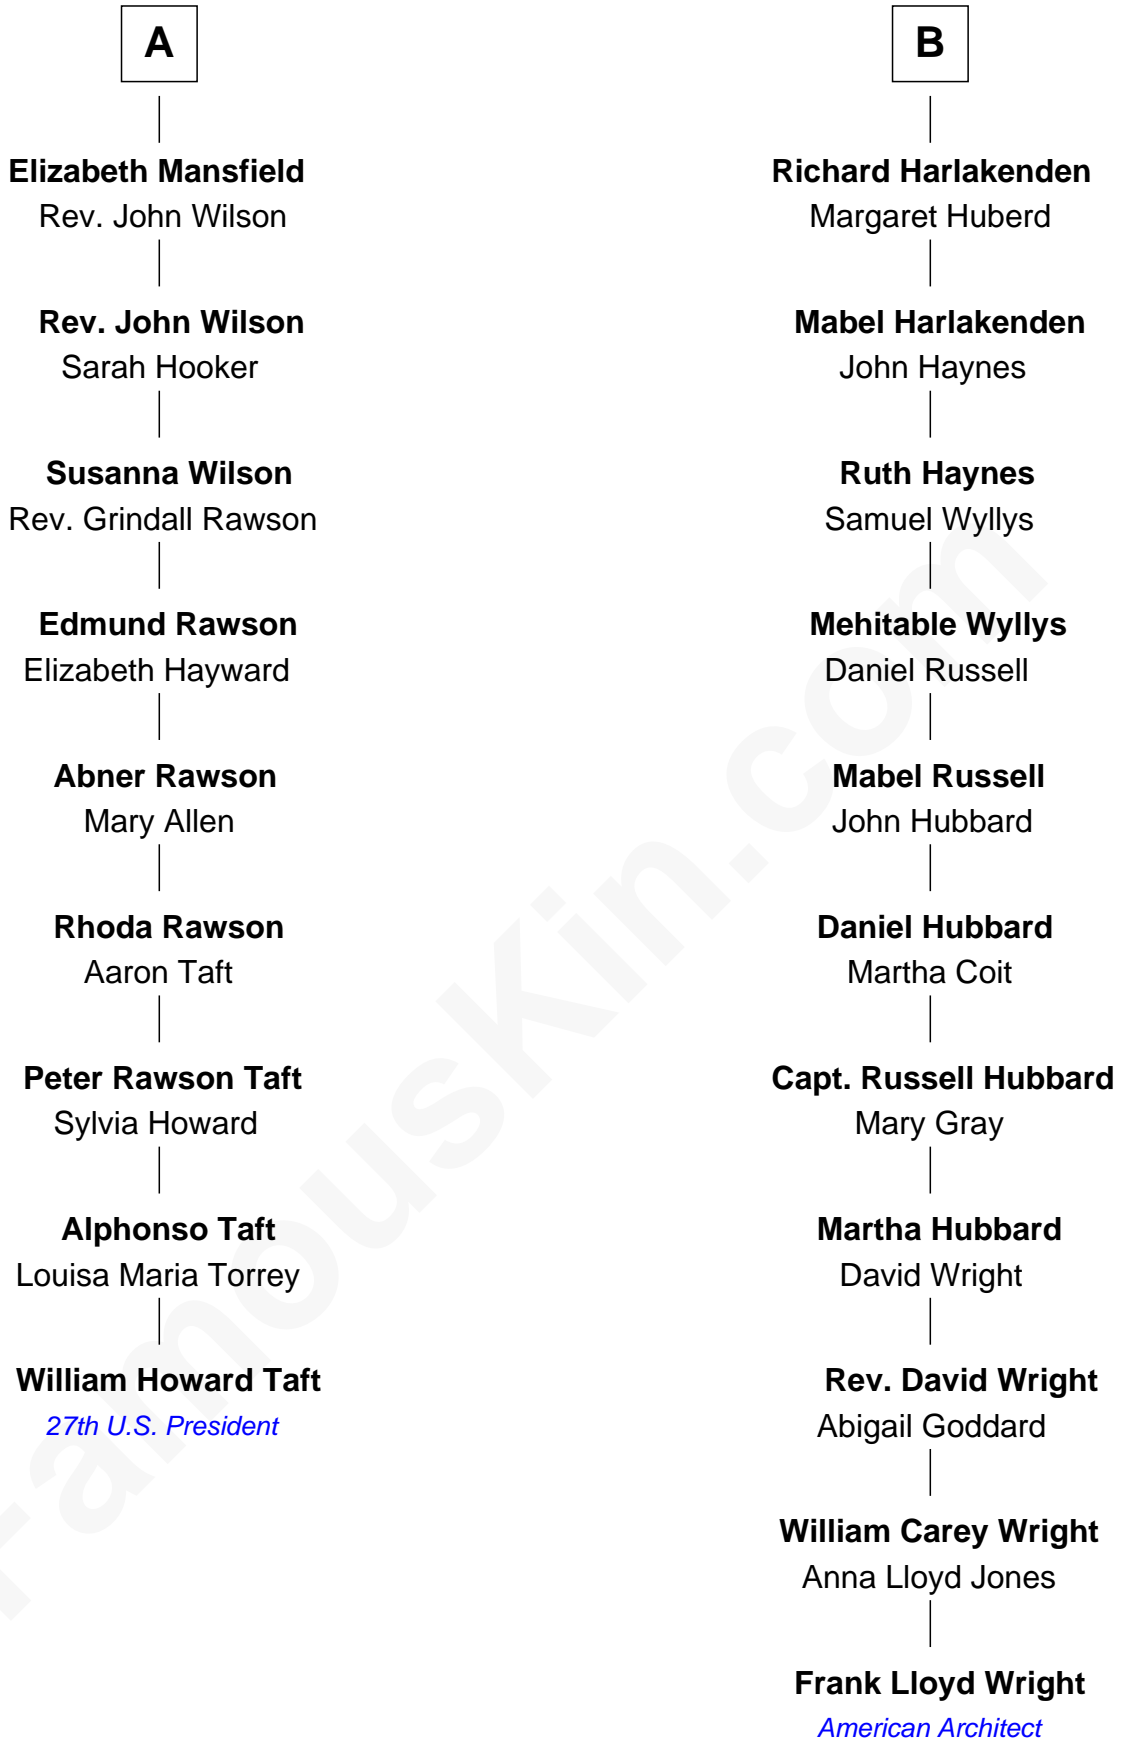 A
Elizabeth Mansfield
Rev. John Wilson
Rev. John Wilson
Sarah Hooker
Susanna Wilson
Rev. Grindall Rawson
Edmund Rawson
Elizabeth Hayward
Abner Rawson
Mary Allen
Rhoda Rawson
Aaron Taft
Peter Rawson Taft
Sylvia Howard
Alphonso Taft
Louisa Maria Torrey
William Howard Taft
27th U.S. President
B
Richard Harlakenden
Margaret Huberd
Mabel Harlakenden
John Haynes
Ruth Haynes
Samuel Wyllys
Mehitable Wyllys
Daniel Russell
Mabel Russell
John Hubbard
Daniel Hubbard
Martha Coit
Capt. Russell Hubbard
Mary Gray
Martha Hubbard
David Wright
Rev. David Wright
Abigail Goddard
William Carey Wright
Anna Lloyd Jones
Frank Lloyd Wright
American Architect
FamousKin.com